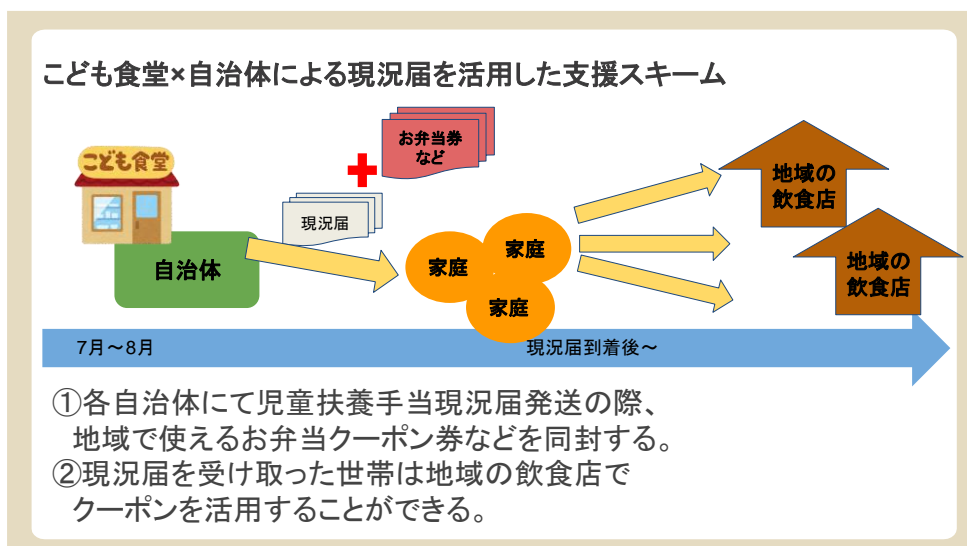 こども食堂×自治体による現況届を活用した支援スキーム
お弁当券
など
こども食堂
現況届
自治体
家庭
家庭
家庭
地域の
飲食店
地域の
飲食店
7月～8月
現況届到着後～
①各自治体にて児童扶養手当現況届発送の際、
地域で使えるお弁当クーポン券などを同封する。
②現況届を受け取った世帯は地域の飲食店で
クーポンを活用することができる。